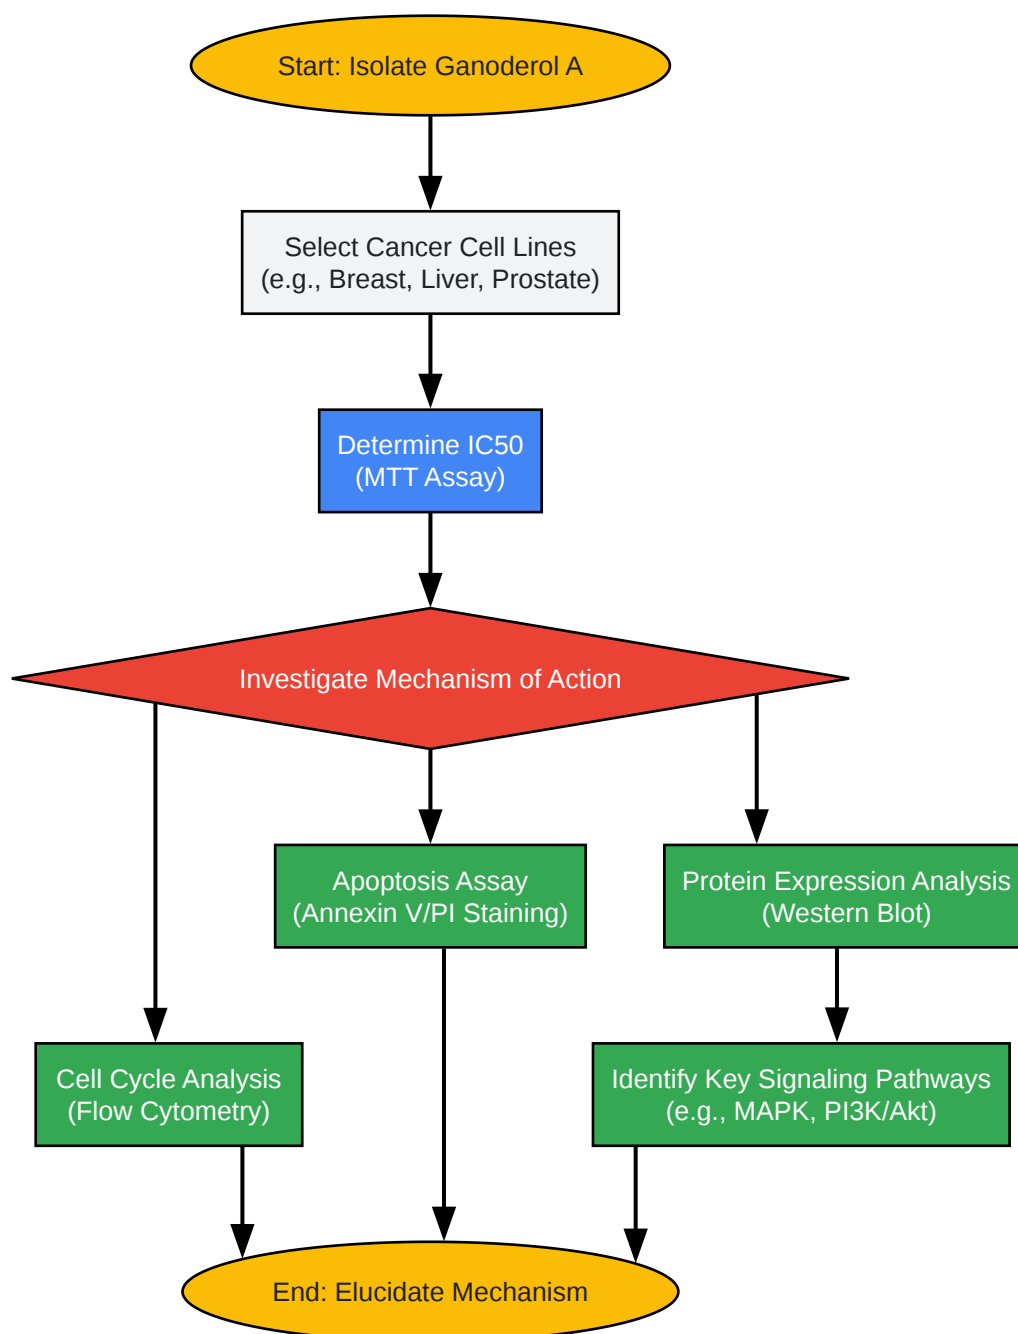 Start: Isolate Ganoderol A
Select Cancer Cell Lines
(e.g., Breast, Liver, Prostate)
Determine IC50
(MTT Assay)
Investigate Mechanism of Action
Apoptosis Assay
(Annexin V/PI Staining)
Protein Expression Analysis
(Western Blot)
Cell Cycle Analysis
(Flow Cytometry)
Identify Key Signaling Pathways
(e.g., MAPK, PI3K/Akt)
End: Elucidate Mechanism